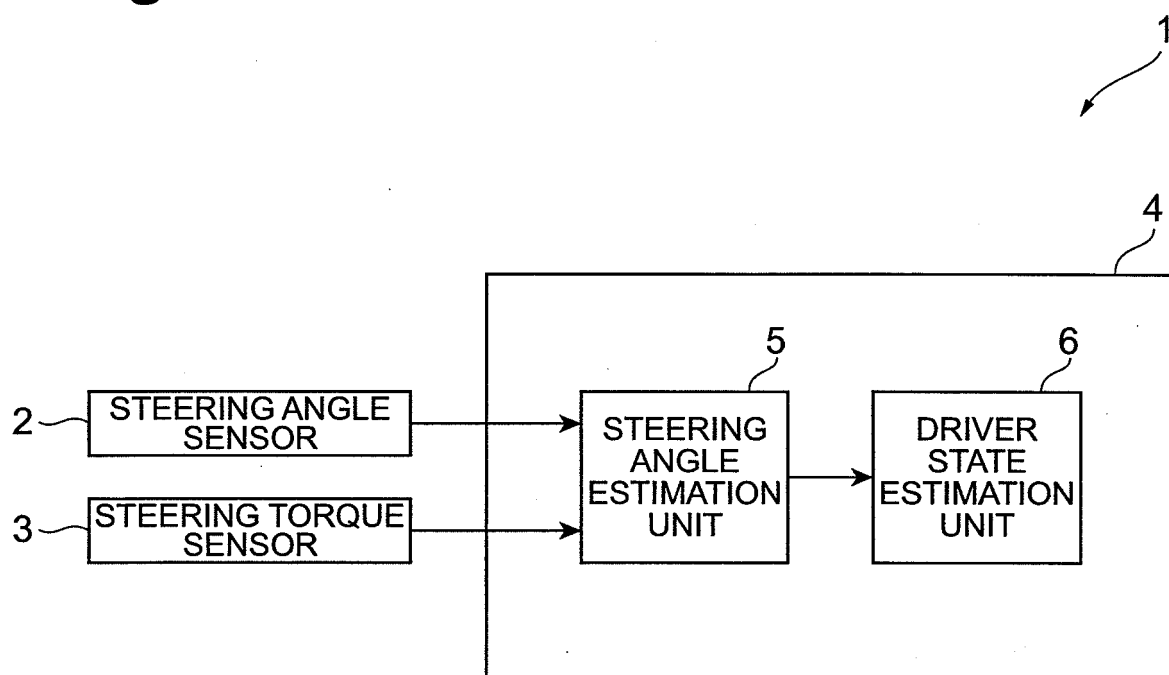 1
4
5
6
2
STEERING ANGLE
SENSOR
3
STEERING TORQUE
SENSOR
STEERING
ANGLE
ESTIMATION
UNIT
DRIVER
STATE
ESTIMATION
UNIT